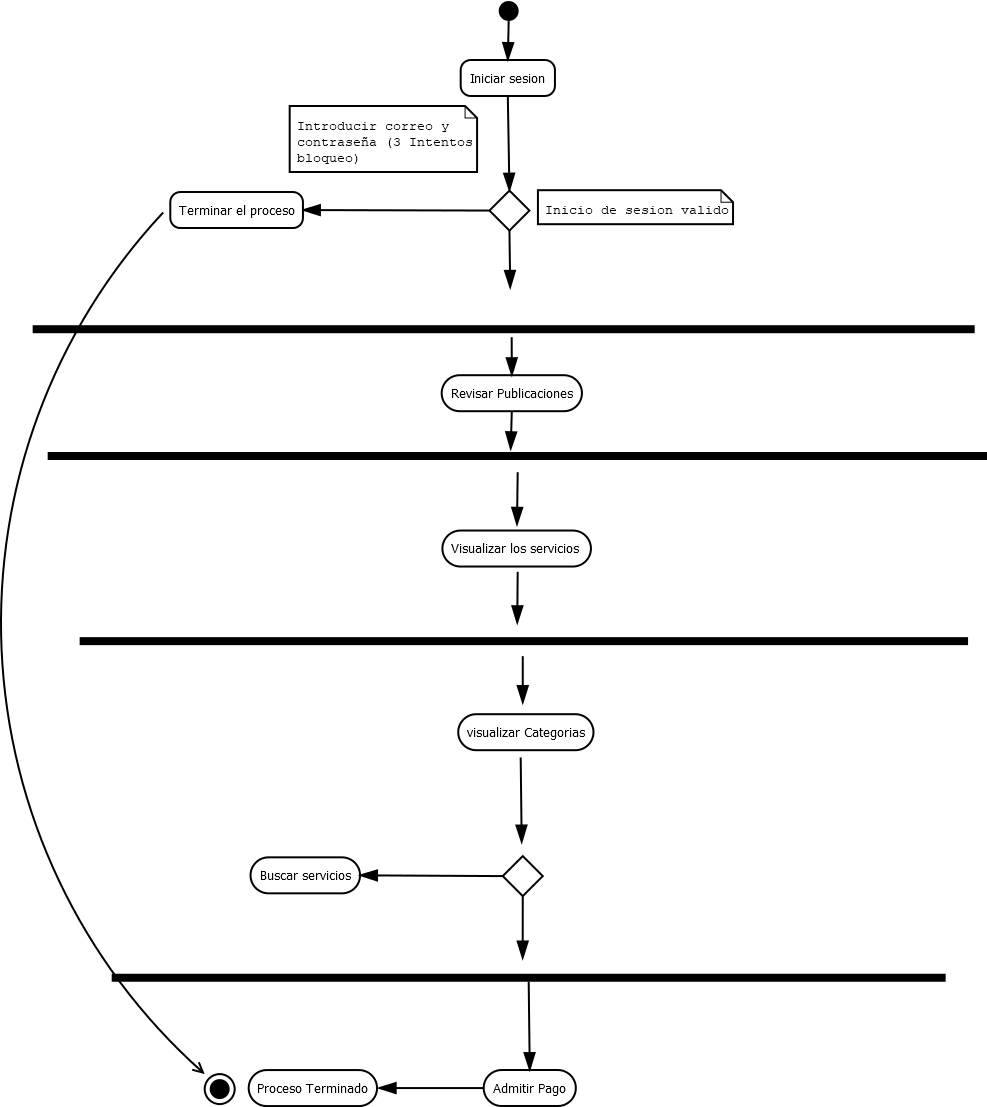 Iniciar sesion
Introducir correo y
contraseña (3 Intentos
bloqueo)
Terminar el proceso
Inicio de sesion valido
Revisar Publicaciones
Visualizar los servicios
visualizar Categorias
Buscar servicios
Proceso Terminado
Admitir Pago